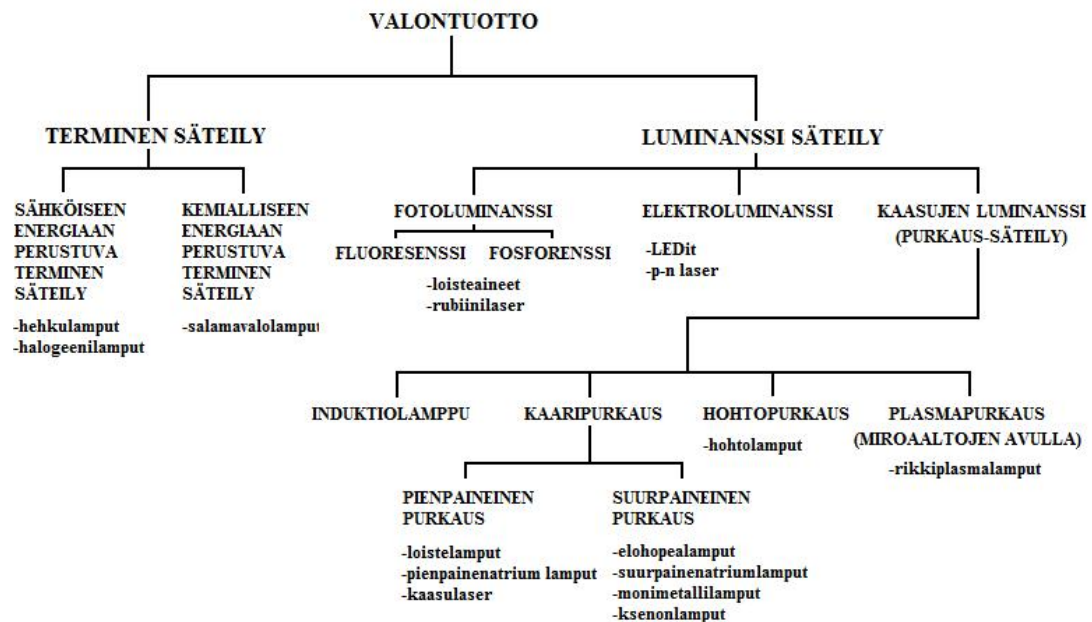 VALONTUOTTO
TERMINEN SÄTEILY
LUMINANSSI SÄTEILY
SÄHKÖISEEN
ENERGIAAN
PERUSTUVA
TERMINEN
SÄTEILY
-hehkulamput
-halogeenilamput
KEMIALLISEEN
ENERGIAAN
PERUSTUVA
TERMINEN
SÄTEILY
-salamavalolamput
FOTOLUMINANSSI
FLUORESENSSI
FOSFORENSSI
-loisteaineet
-rubiinilaser
ELEKTROLUMINANSSI
-LEDit
-p-n laser
KAASUJEN LUMINANSSI
(PURKAUS-SÄTEILY)
INDUKTIOLAMPPU
KAARIPURKAUS
PIENPAINEINEN
PURKAUS
-loistelamput
-pienpainenatrium lamput
-kaasulaser
SUURPAINEINEN
PURKAUS
-elohopealamput
-suurpainenatriumlamput
-monimetallilamput
-ksenonlamput
HOHTOPURKAUS
-hohtolamput
PLASMAPURKAUS
(MIROAALTOJEN AVULLA)
-rikkiplasmalamput